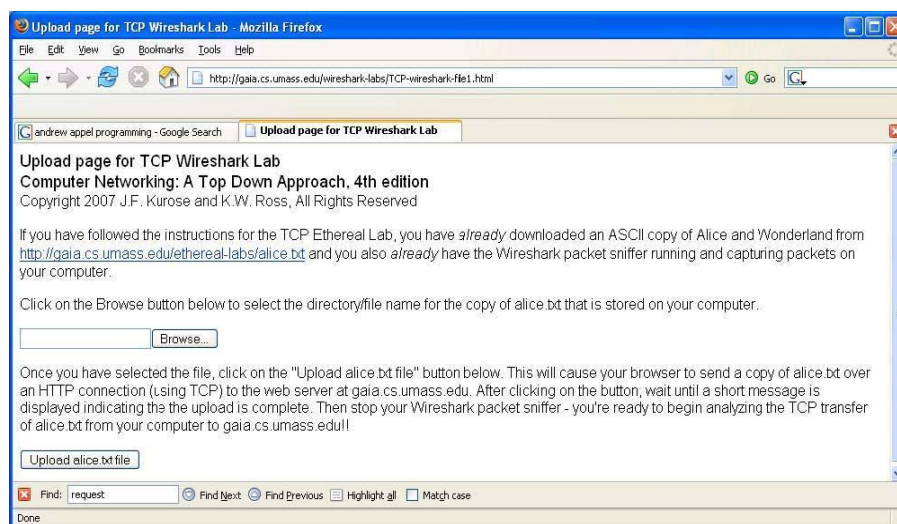 Upload page for TCP Wireshark Lab - Mozilla Firefox
File Edit View Go Bookmarks Tools Help
http://gaia.cs.umass.edu/wireshark-labs/TCP-wireshark-file1.html Go
andrew appel programming - Google Search Upload page for TCP Wireshark Lab
Upload page for TCP Wireshark Lab
Computer Networking: A Top Down Approach, 4th edition
Copyright 2007 J.F. Kurose and K.W. Ross, All Rights Reserved
If you have followed the instructions for the TCP Ethereal Lab, you have already downloaded an ASCII copy of Alice and Wonderland from
http://gaia.cs.umass.edu/ethereal-labs/alice.txt and you also already have the Wireshark packet sniffer running and capturing packets on
your computer.
Click on the Browse button below to select the directory/file name for the copy of alice.txt that is stored on your computer.
Browse...
Once you have selected the file, click on the "Upload alice.txt file" button below. This will cause your browser to send a copy of alice.txt over
an HTTP connection (using TCP) to the web server at gaia.cs.umass.edu. After clicking on the button, wait until a short message is
displayed indicating the the upload is complete. Then stop your Wireshark packet sniffer - you're ready to begin analyzing the TCP transfer
of alice.txt from your computer to gaia.cs.umass.edu!!
Upload alice.txt file
Find: request Find Next Find Previous Highlight all Match case
Done